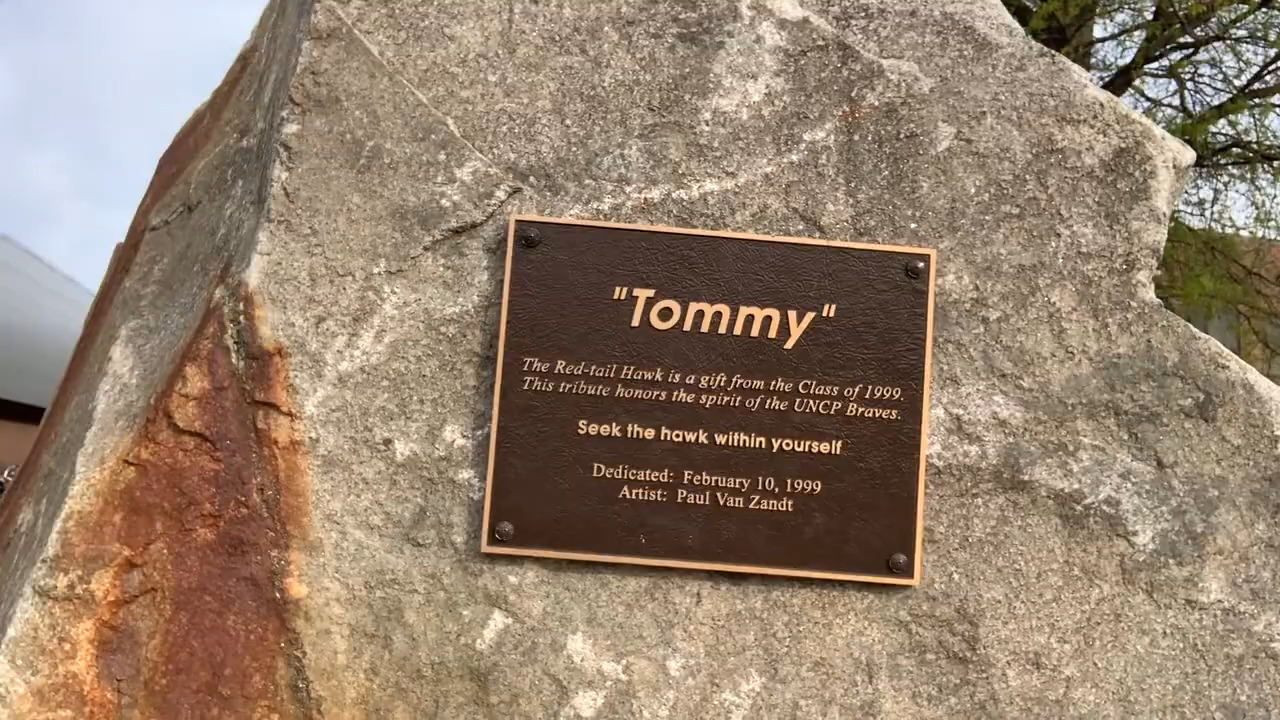 "Tommy"
The Red-tail Hawk is a gift from the Class of 1999.
This tribute honors the spirit of the UNCP Braves.
Seek the hawk within yourself
Dedicated: February 10, 1999
Artist: Paul Van Zandt